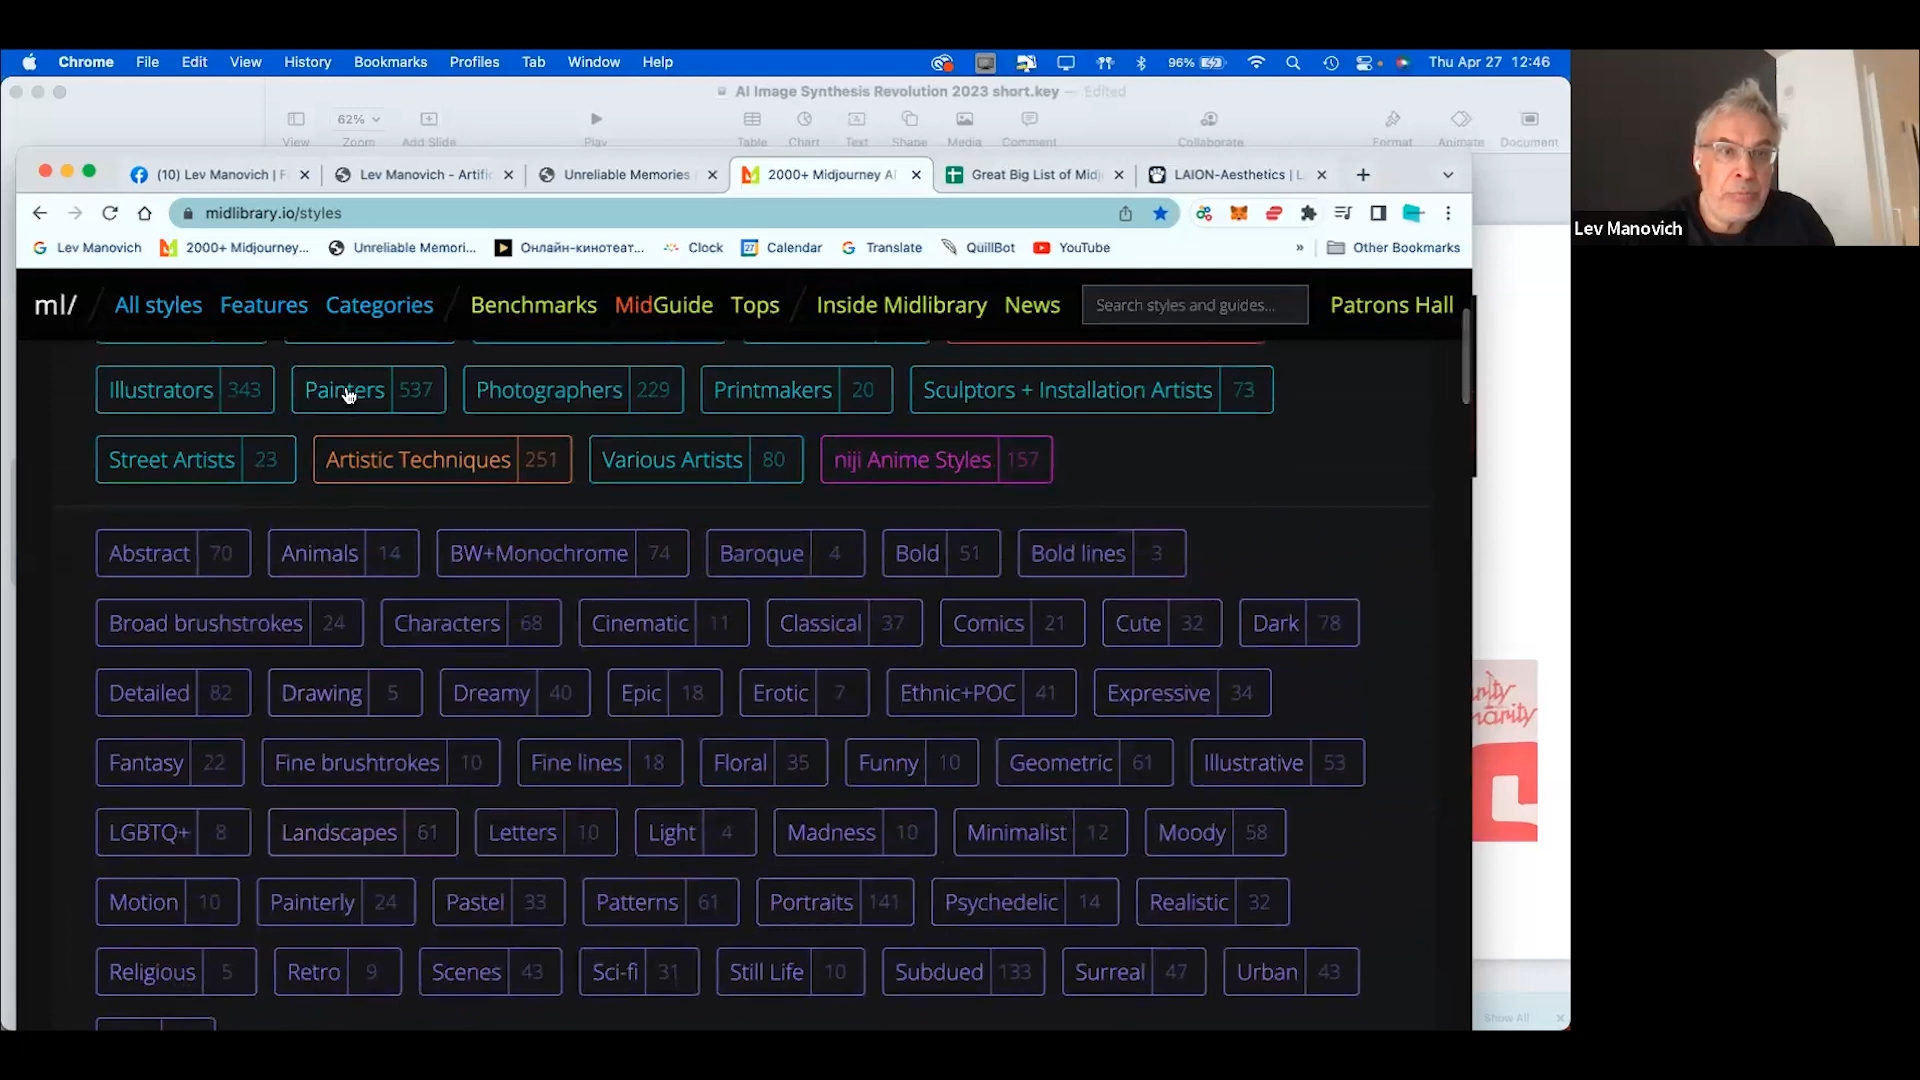 Chrome File Edit View History Bookmarks Profiles Tab Window Help 96% Thu Apr 27 12:46
AI Image Synthesis Revolution 2023 short.key — Edited
62%
View Zoom Add Slide Play Table Chart Text Shape Media Comment Collaborate Format Animate Document
(10) Lev Manovich | F Lev Manovich - Artific Unreliable Memories 2000+ Midjourney AI Great Big List of Midj LAION-Aesthetics | L
midlibrary.io/styles
Lev Manovich 2000+ Midjourney... Unreliable Memori... Онлайн-кинотеат... Clock Calendar Translate QuillBot YouTube » Other Bookmarks
ml/ All styles Features Categories Benchmarks MidGuide Tops Inside Midlibrary News Search styles and guides... Patrons Hall
Illustrators 343 Painters 537 Photographers 229 Printmakers 20 Sculptors + Installation Artists 73
Street Artists 23 Artistic Techniques 251 Various Artists 80 niji Anime Styles 157
Abstract 70 Animals 14 BW+Monochrome 74 Baroque 4 Bold 51 Bold lines 3
Broad brushstrokes 24 Characters 68 Cinematic 11 Classical 37 Comics 21 Cute 32 Dark 78
Detailed 82 Drawing 5 Dreamy 40 Epic 18 Erotic 7 Ethnic+POC 41 Expressive 34
Fantasy 22 Fine brushtrokes 10 Fine lines 18 Floral 35 Funny 10 Geometric 61 Illustrative 53
LGBTQ+ 8 Landscapes 61 Letters 10 Light 4 Madness 10 Minimalist 12 Moody 58
Motion 10 Painterly 24 Pastel 33 Patterns 61 Portraits 141 Psychedelic 14 Realistic 32
Religious 5 Retro 9 Scenes 43 Sci-fi 31 Still Life 10 Subdued 133 Surreal 47 Urban 43
Show All
Lev Manovich